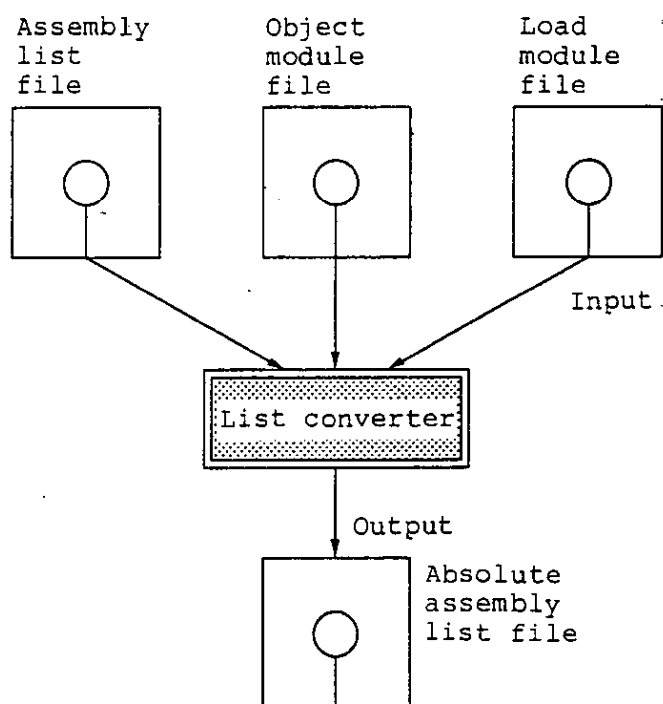 Assembly
list
file
Object
module
file
Load
module
file
Input
List converter
Output
Absolute
assembly
list file